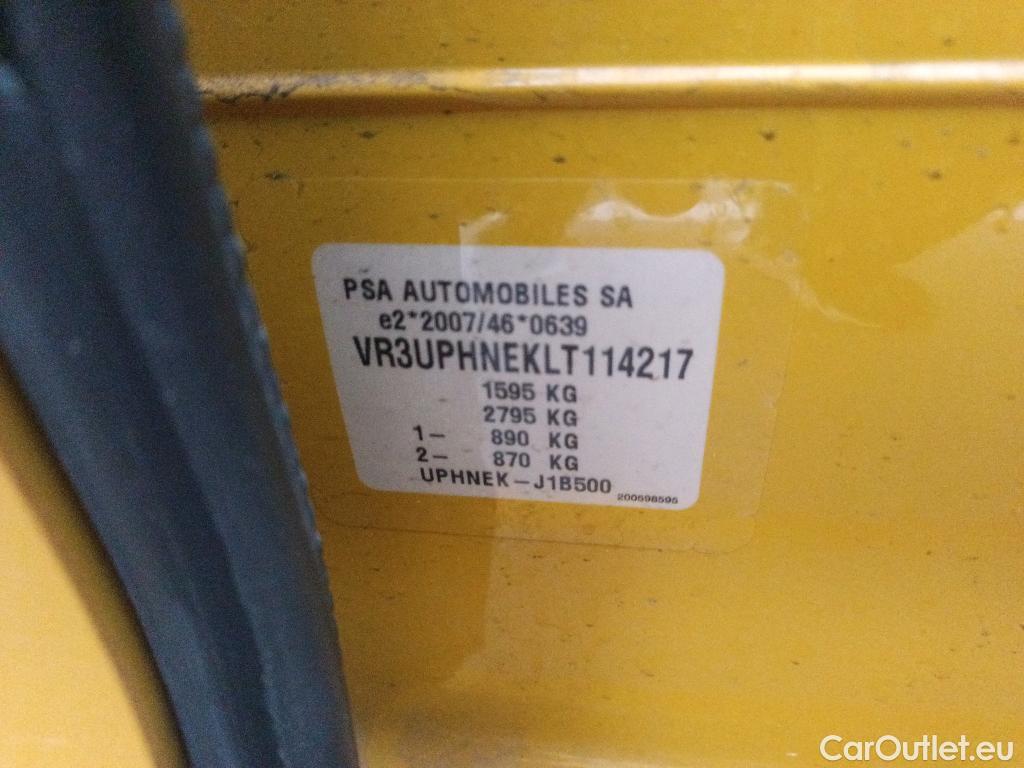 PSA AUTOMOBILES SA
e2*2007/46*0639
VR3UPHNEKLT114217
1595 KG
2795 KG
1- 890 KG
2- 870 KG
UPHNEK-J1B500
200598595
CarOutlet.eu